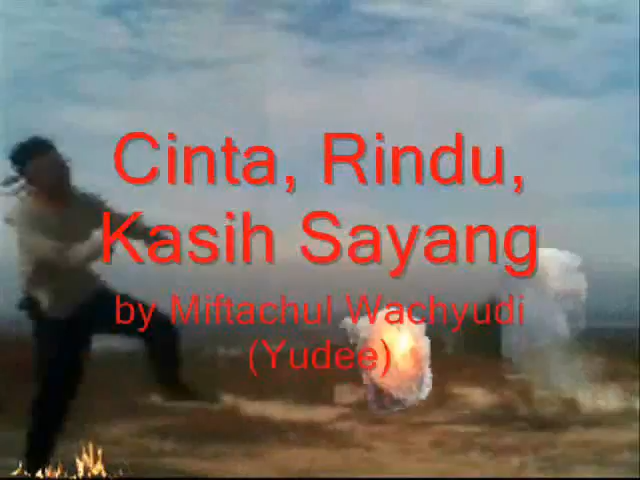 Cinta, Rindu,
Kasih Sayang
by Miftachul Wachyudi
(Yudee)